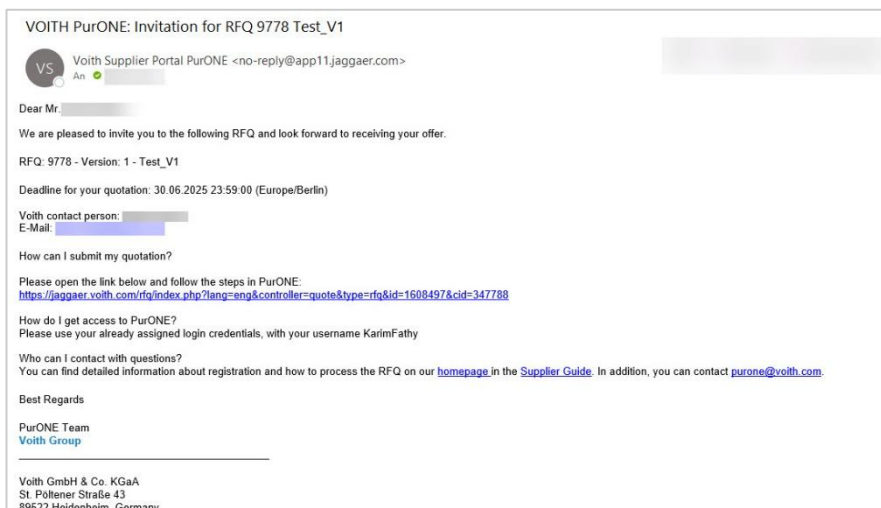 VOITH PurONE: Invitation for RFQ 9778 Test_V1
VS
Voith Supplier Portal PurONE <no-reply@app11.jaggaer.com>
An
Dear Mr.
We are pleased to invite you to the following RFQ and look forward to receiving your offer.
RFQ: 9778 - Version: 1 - Test_V1
Deadline for your quotation: 30.06.2025 23:59:00 (Europe/Berlin)
Voith contact person:
E-Mail:
How can I submit my quotation?
Please open the link below and follow the steps in PurONE:
https://jaggaer.voith.com/rfq/index.php?lang=eng&controller=quote&type=rfq&id=1608497&cid=347788
How do I get access to PurONE?
Please use your already assigned login credentials, with your username KarimFathy
Who can I contact with questions?
You can find detailed information about registration and how to process the RFQ on our homepage in the Supplier Guide. In addition, you can contact purone@voith.com.
Best Regards
PurONE Team
Voith Group
Voith GmbH & Co. KGaA
St. Pöltener Straße 43
89522 Heidenheim, Germany